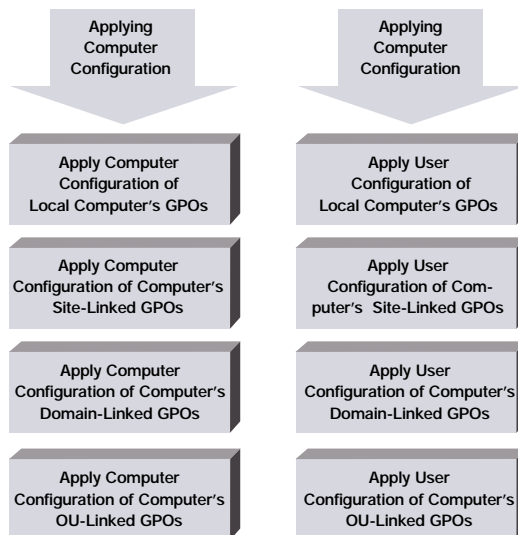 Applying
Computer
Configuration
Apply Computer
Configuration of
Local Computer's GPOs
Apply Computer
Configuration of Computer's
Site-Linked GPOs
Apply Computer
Configuration of Computer's
Domain-Linked GPOs
Apply Computer
Configuration of Computer's
OU-Linked GPOs
Applying
Computer
Configuration
Apply User
Configuration of
Local Computer's GPOs
Apply User
Configuration of Com-
puter's Site-Linked GPOs
Apply User
Configuration of Computer's
Domain-Linked GPOs
Apply User
Configuration of Computer's
OU-Linked GPOs